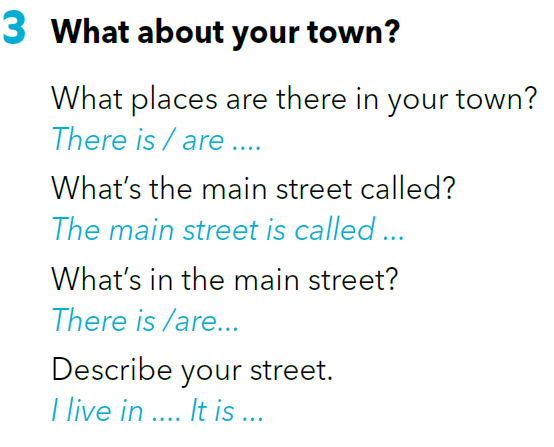 3 What about your town?
What places are there in your town?
There is / are ....
What's the main street called?
The main street is called ...
What's in the main street?
There is /are...
Describe your street.
I live in .... It is ...